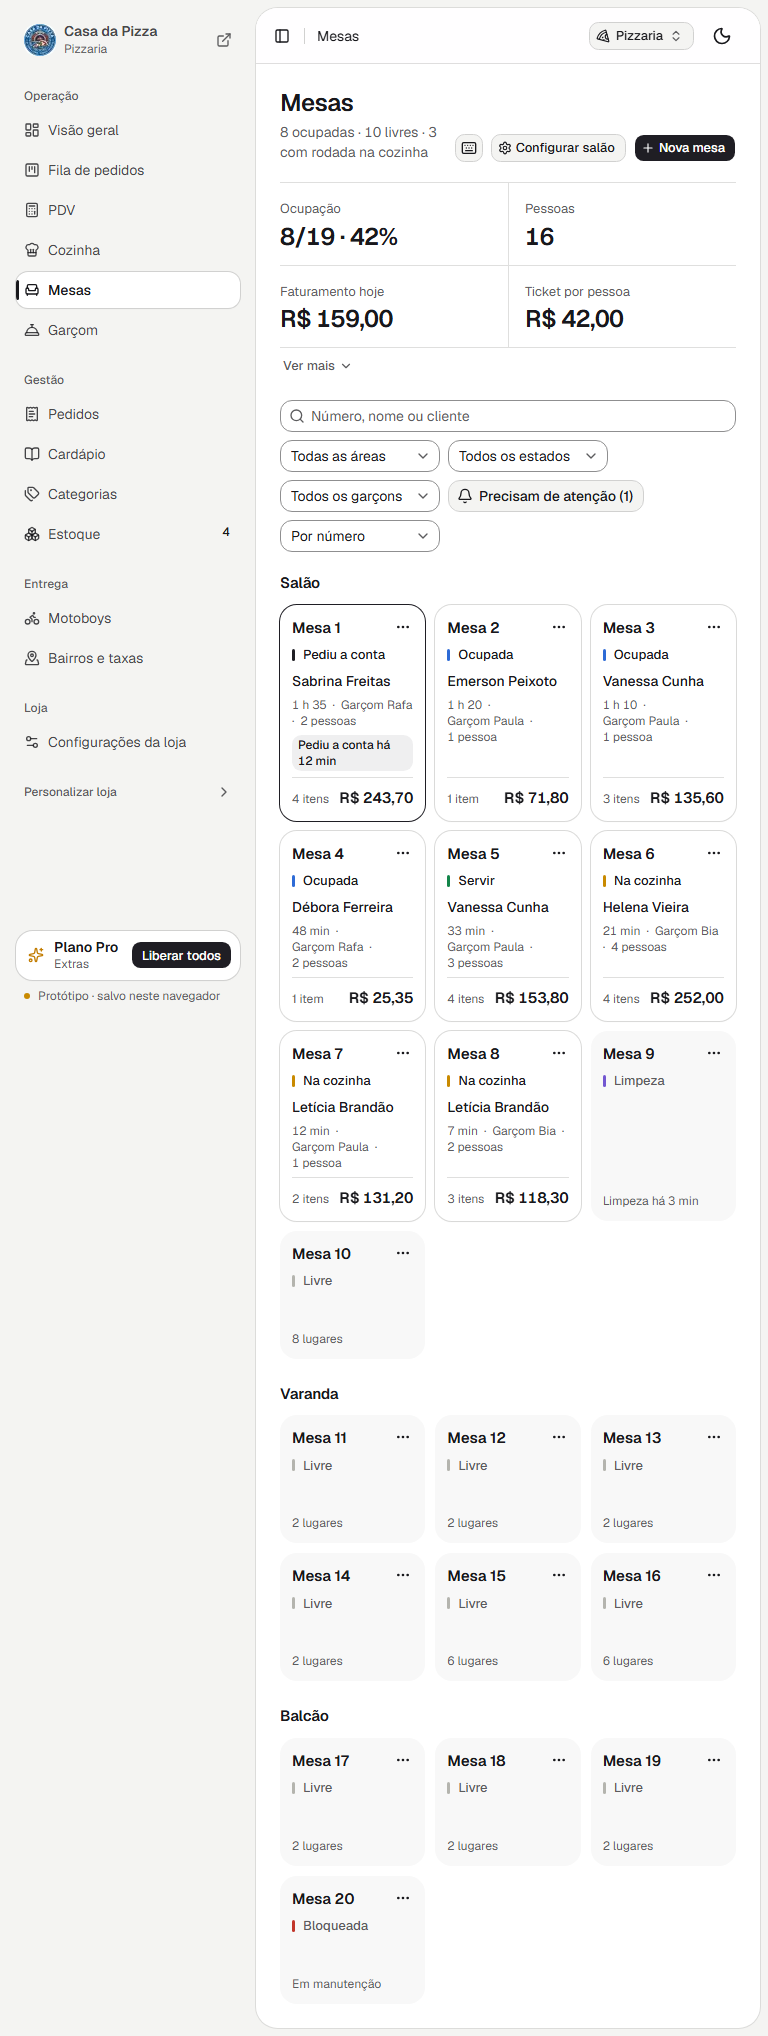 Casa da Pizza
Pizzaria
Operação
Visão geral
Fila de pedidos
PDV
Cozinha
Mesas
Garçom
Gestão
Pedidos
Cardápio
Categorias
Estoque 4
Entrega
Motoboys
Bairros e taxas
Loja
Configurações da loja
Personalizar loja
Plano Pro
Extras
Liberar todos
Protótipo · salvo neste navegador
Mesas
Pizzaria
Mesas
8 ocupadas · 10 livres · 3
com rodada na cozinha
Configurar salão
Nova mesa
Ocupação
8/19 · 42%
Pessoas
16
Faturamento hoje
R$ 159,00
Ticket por pessoa
R$ 42,00
Ver mais
Número, nome ou cliente
Todas as áreas
Todos os estados
Todos os garçons
Precisam de atenção (1)
Por número
Salão
Mesa 1
Pediu a conta
Sabrina Freitas
1 h 35 · Garçom Rafa
· 2 pessoas
Pediu a conta há
12 min
4 itens R$ 243,70
Mesa 2
Ocupada
Emerson Peixoto
1 h 20 ·
Garçom Paula ·
1 pessoa
1 item R$ 71,80
Mesa 3
Ocupada
Vanessa Cunha
1 h 10 ·
Garçom Paula ·
1 pessoa
3 itens R$ 135,60
Mesa 4
Ocupada
Débora Ferreira
48 min ·
Garçom Rafa ·
2 pessoas
1 item R$ 25,35
Mesa 5
Servir
Vanessa Cunha
33 min ·
Garçom Paula ·
3 pessoas
4 itens R$ 153,80
Mesa 6
Na cozinha
Helena Vieira
21 min · Garçom Bia
· 4 pessoas
4 itens R$ 252,00
Mesa 7
Na cozinha
Letícia Brandão
12 min ·
Garçom Paula ·
1 pessoa
2 itens R$ 131,20
Mesa 8
Na cozinha
Letícia Brandão
7 min · Garçom Bia ·
2 pessoas
3 itens R$ 118,30
Mesa 9
Limpeza
Limpeza há 3 min
Mesa 10
Livre
8 lugares
Varanda
Mesa 11
Livre
2 lugares
Mesa 12
Livre
2 lugares
Mesa 13
Livre
2 lugares
Mesa 14
Livre
2 lugares
Mesa 15
Livre
6 lugares
Mesa 16
Livre
6 lugares
Balcão
Mesa 17
Livre
2 lugares
Mesa 18
Livre
2 lugares
Mesa 19
Livre
2 lugares
Mesa 20
Bloqueada
Em manutenção